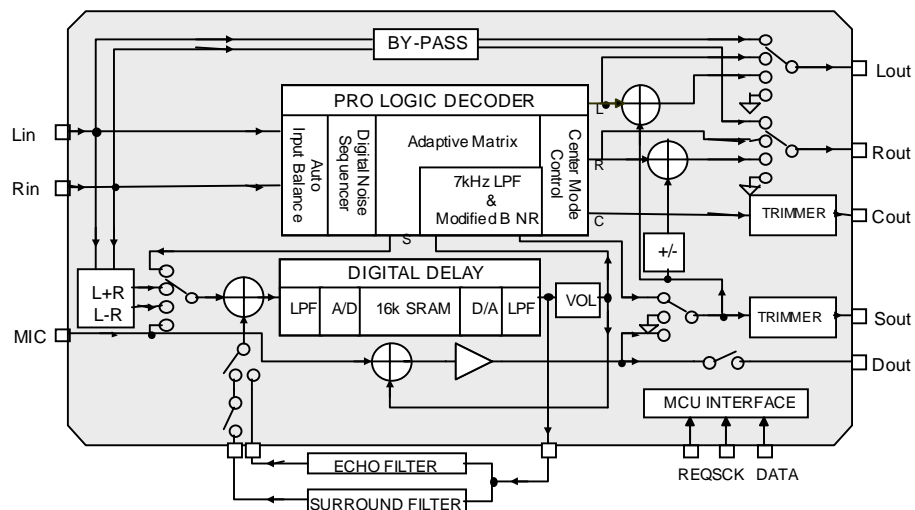 BY-PASS
Lout
PRO LOGIC DECODER
L
Lin
Auto
Input Balance
Digital Noise
Sequencer
Adaptive Matrix
Center Mode
Control
R
Rout
Rin
7kHz LPF
&
Modified B NR
C
TRIMMER
Cout
S
+/-
L+R
L-R
DIGITAL DELAY
LPF
A/D
16k SRAM
D/A
LPF
VOL
TRIMMER
Sout
MIC
Dout
MCU INTERFACE
ECHO FILTER
REQSCK DATA
SURROUND FILTER